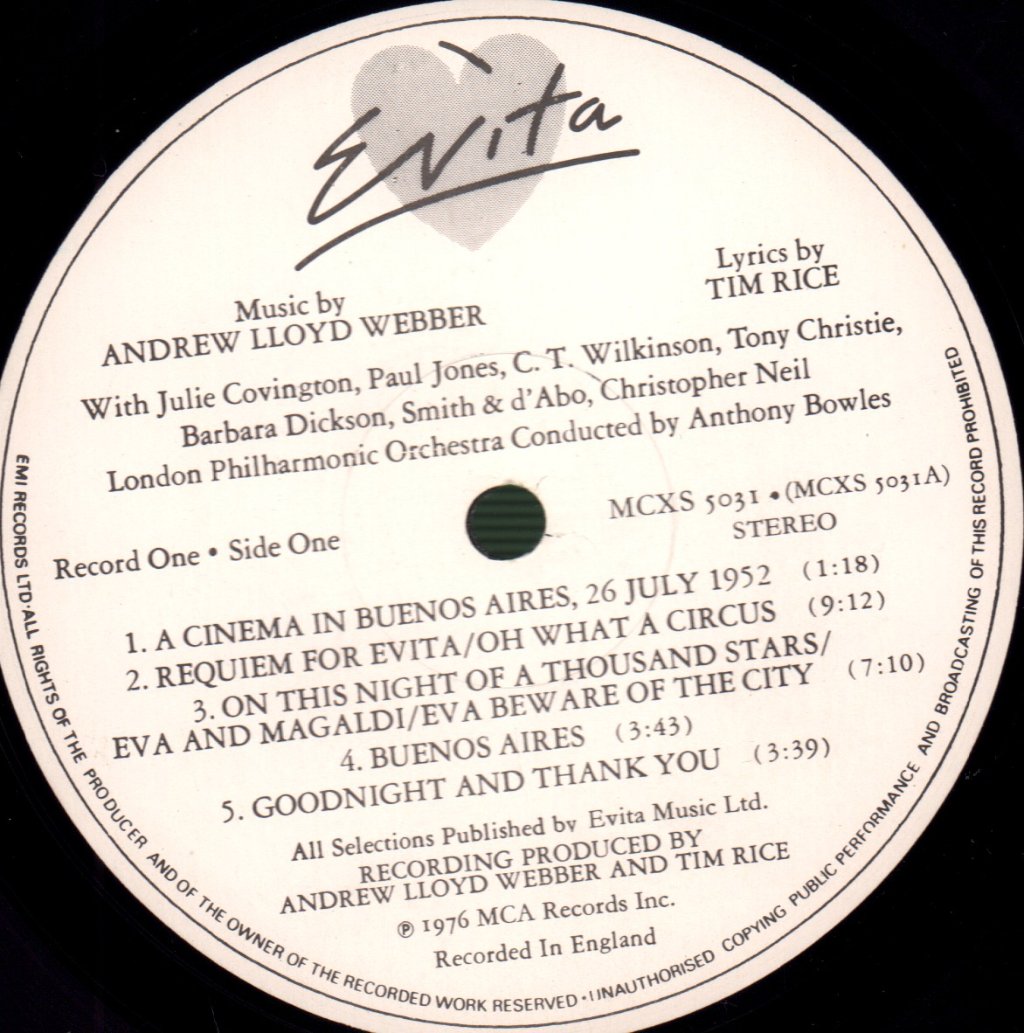 Evita
Music by
ANDREW LLOYD WEBBER
Lyrics by
TIM RICE
With Julie Covington, Paul Jones, C. T. Wilkinson, Tony Christie,
Barbara Dickson, Smith & d'Abo, Christopher Neil
London Philharmonic Orchestra Conducted by Anthony Bowles
Record One • Side One
MCXS 5031 • (MCXS 5031A)
STEREO
1. A CINEMA IN BUENOS AIRES, 26 JULY 1952 (1:18)
2. REQUIEM FOR EVITA/OH WHAT A CIRCUS (9:12)
3. ON THIS NIGHT OF A THOUSAND STARS/
EVA AND MAGALDI/EVA BEWARE OF THE CITY (7:10)
4. BUENOS AIRES (3:43)
5. GOODNIGHT AND THANK YOU (3:39)
All Selections Published by Evita Music Ltd.
RECORDING PRODUCED BY
ANDREW LLOYD WEBBER AND TIM RICE
℗ 1976 MCA Records Inc.
Recorded In England
EMI RECORDS LTD·ALL RIGHTS OF THE PRODUCER AND OF THE OWNER OF THE RECORDED WORK RESERVED·UNAUTHORISED COPYING PUBLIC PERFORMANCE AND BROADCASTING OF THIS RECORD PROHIBITED